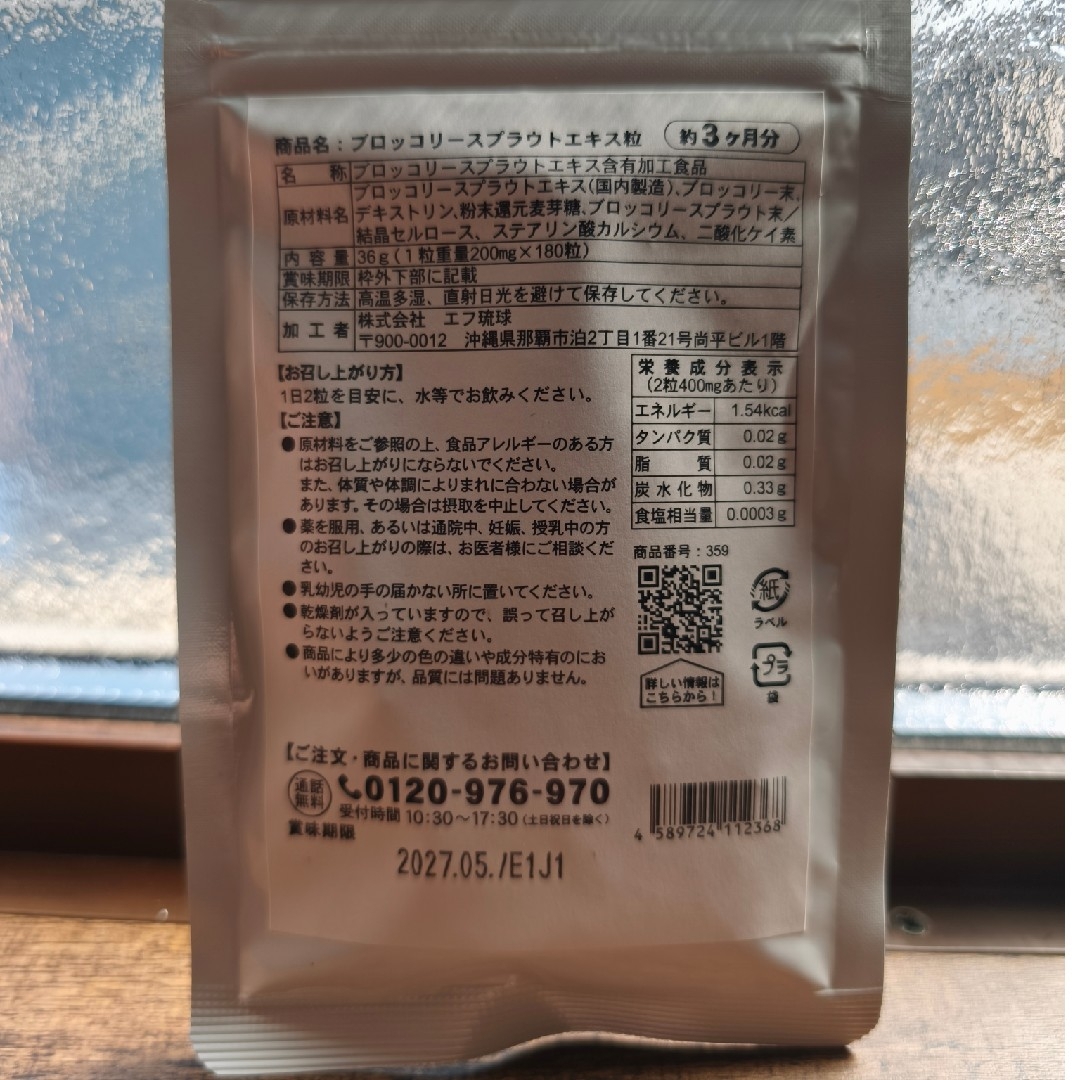 商品名:ブロッコリースプラウトエキス粒 約3ヶ月分
名称 ブロッコリースプラウトエキス含有加工食品
原材料名 ブロッコリースプラウトエキス(国内製造)、ブロッコリー末、
デキストリン、粉末還元麦芽糖、ブロッコリースプラウト末/
結晶セルロース、ステアリン酸カルシウム、二酸化ケイ素
内容量 36g(1粒重量200mg×180粒)
賞味期限 枠外下部に記載
保存方法 高温多湿、直射日光を避けて保存してください。
加工者 株式会社 エフ琉球
〒900-0012 沖縄県那覇市泊2丁目1番21号尚平ビル1階
【お召し上がり方】
1日2粒を目安に、水等でお飲みください。
【ご注意】
●原材料をご参照の上、食品アレルギーのある方
はお召し上がりにならないでください。
また、体質や体調によりまれに合わない場合が
あります。その場合は摂取を中止してください。
●薬を服用、あるいは通院中、妊娠、授乳中の方
のお召し上がりの際は、お医者様にご相談くだ
さい。
●乳幼児の手の届かない所に置いてください。
●乾燥剤が入っていますので、誤って召し上が
らないようご注意ください。
●商品により多少の色の違いや成分特有のにお
いがありますが、品質には問題ありません。
栄養成分表示
(2粒400mgあたり)
エネルギー 1.54kcal
タンパク質 0.02g
脂質 0.02g
炭水化物 0.33g
食塩相当量 0.0003g
商品番号:359
紙
ラベル
プラ
袋
詳しい情報は
こちらから!
【ご注文・商品に関するお問い合わせ】
通話無料 0120-976-970
受付時間 10:30~17:30(土日祝日を除く)
賞味期限
4 589724 112368
2027.05./E1J1